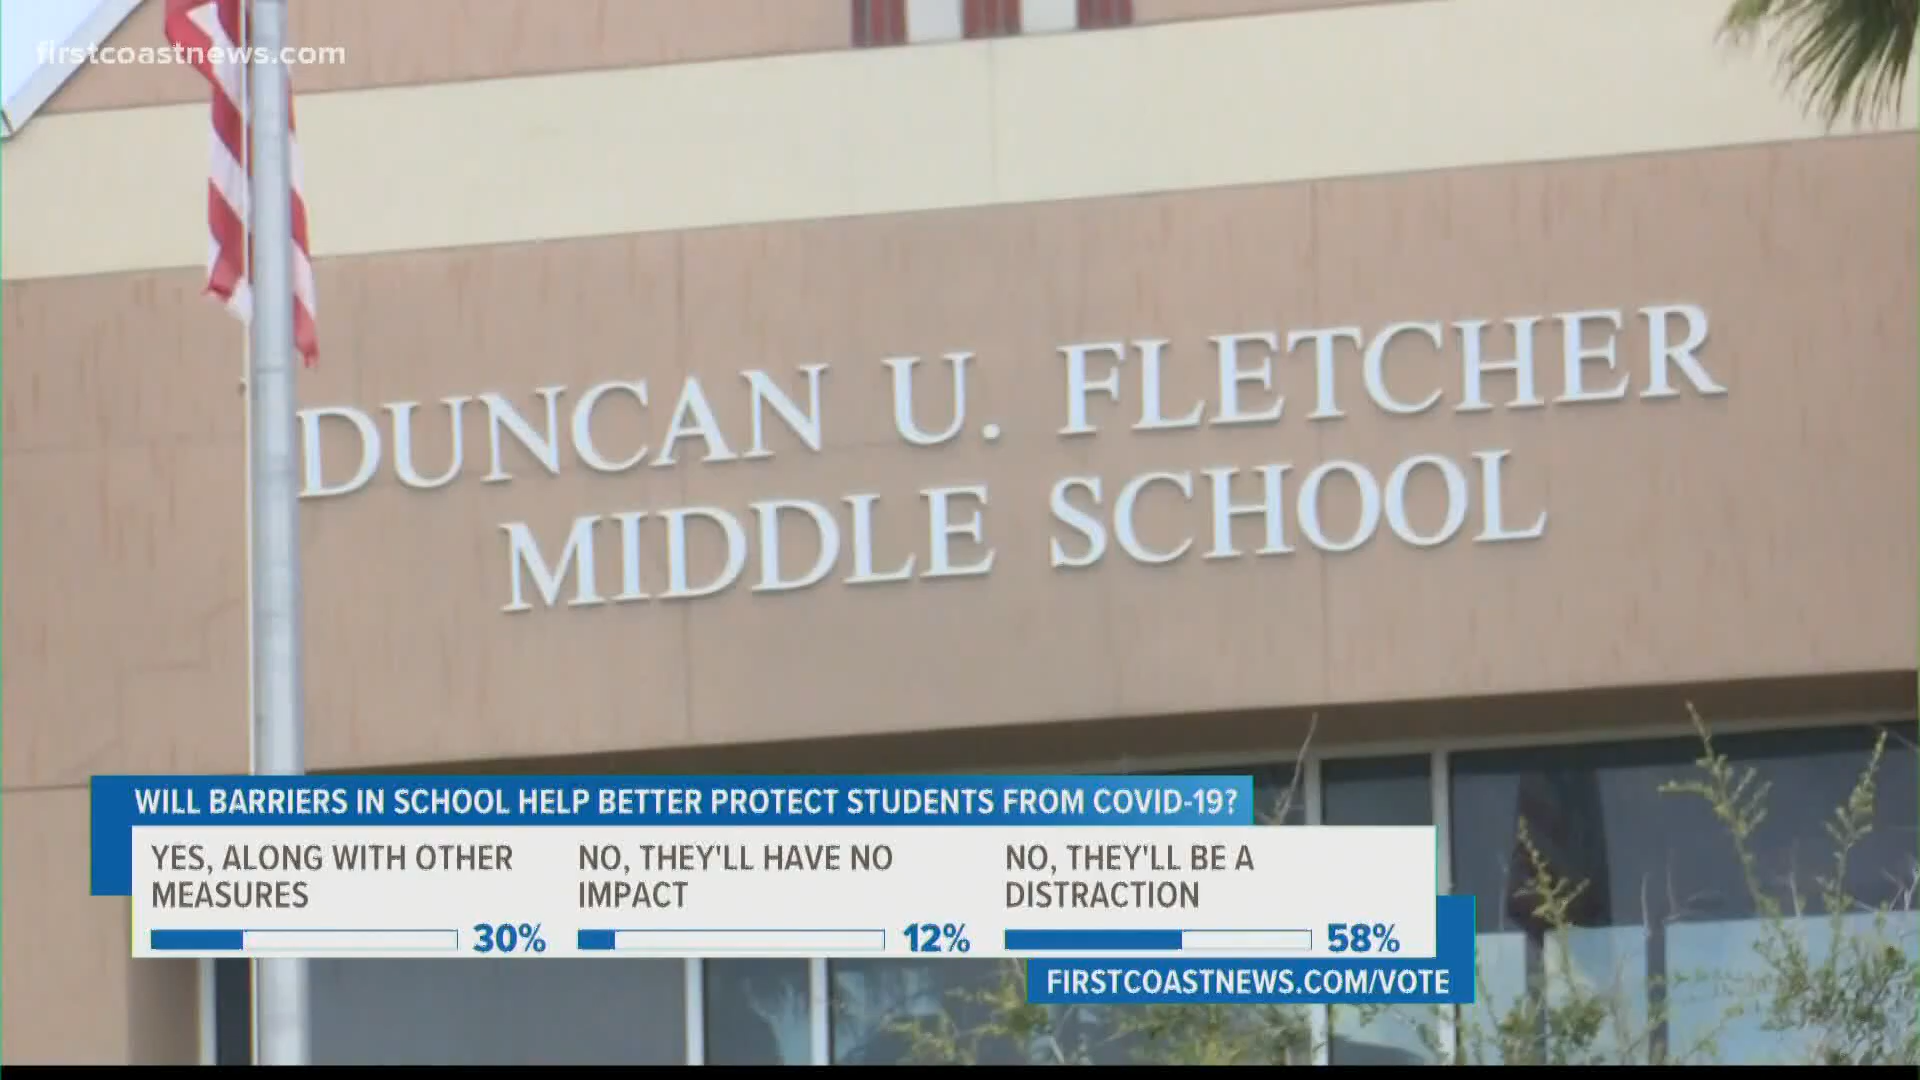 firstcoastnews.com
DUNCAN U. FLETCHER
MIDDLE SCHOOL
WILL BARRIERS IN SCHOOL HELP BETTER PROTECT STUDENTS FROM COVID-19?
YES, ALONG WITH OTHER
MEASURES
30%
NO, THEY'LL HAVE NO
IMPACT
12%
NO, THEY'LL BE A
DISTRACTION
58%
FIRSTCOASTNEWS.COM/VOTE